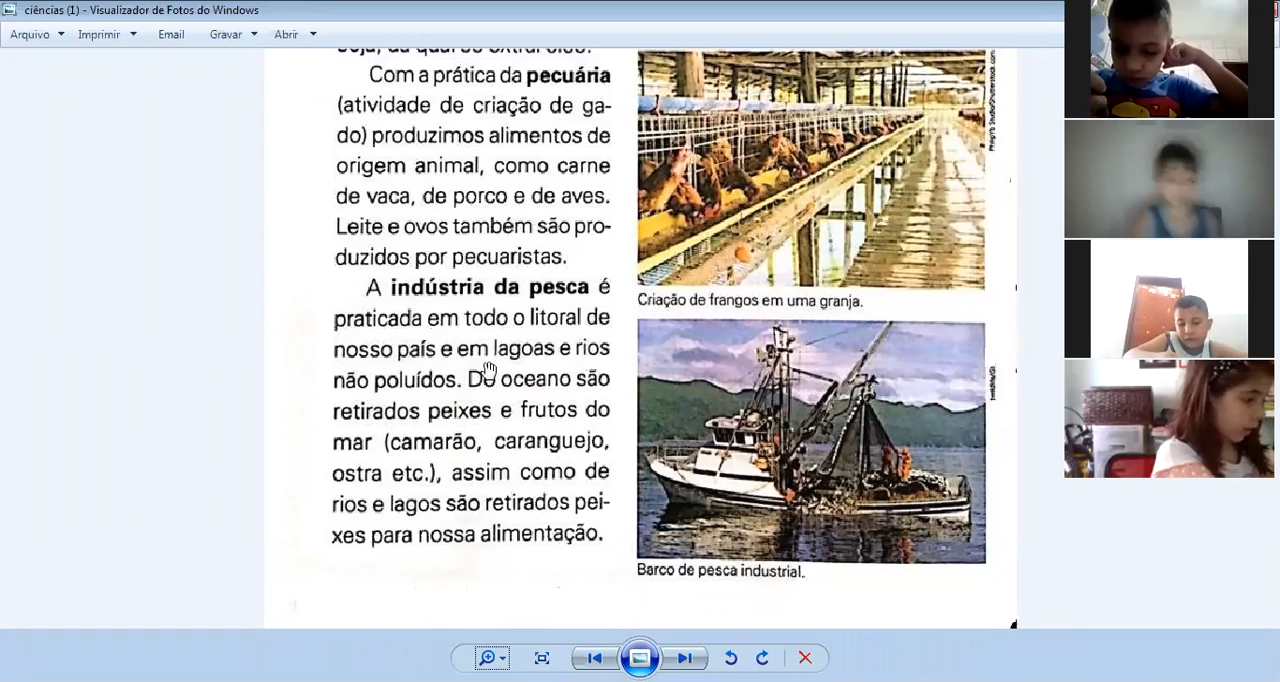 ciências (1) - Visualizador de Fotos do Windows
Arquivo Imprimir Email Gravar Abrir
Com a prática da pecuária
(atividade de criação de ga-
do) produzimos alimentos de
origem animal, como carne
de vaca, de porco e de aves.
Leite e ovos também são pro-
duzidos por pecuaristas.
A indústria da pesca é
praticada em todo o litoral de
nosso país e em lagoas e rios
não poluídos. Do oceano são
retirados peixes e frutos do
mar (camarão, caranguejo,
ostra etc.), assim como de
rios e lagos são retirados pei-
xes para nossa alimentação.
Criação de frangos em uma granja.
Barco de pesca industrial.